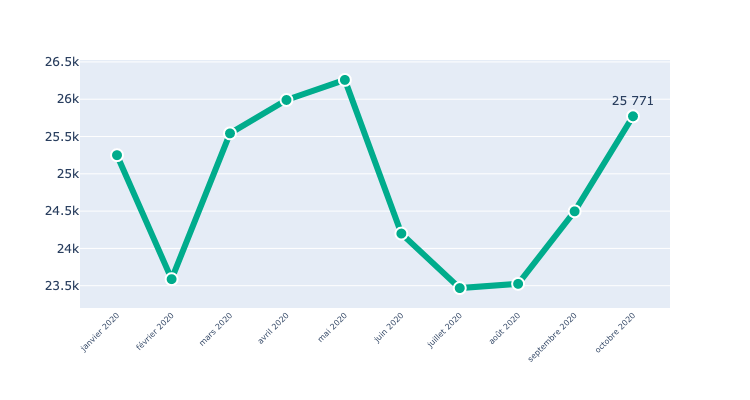 26.5k
26k
25.5k
25k
24.5k
24k
23.5k
25 771
janvier 2020
février 2020
mars 2020
avril 2020
mai 2020
juin 2020
juillet 2020
août 2020
septembre 2020
octobre 2020